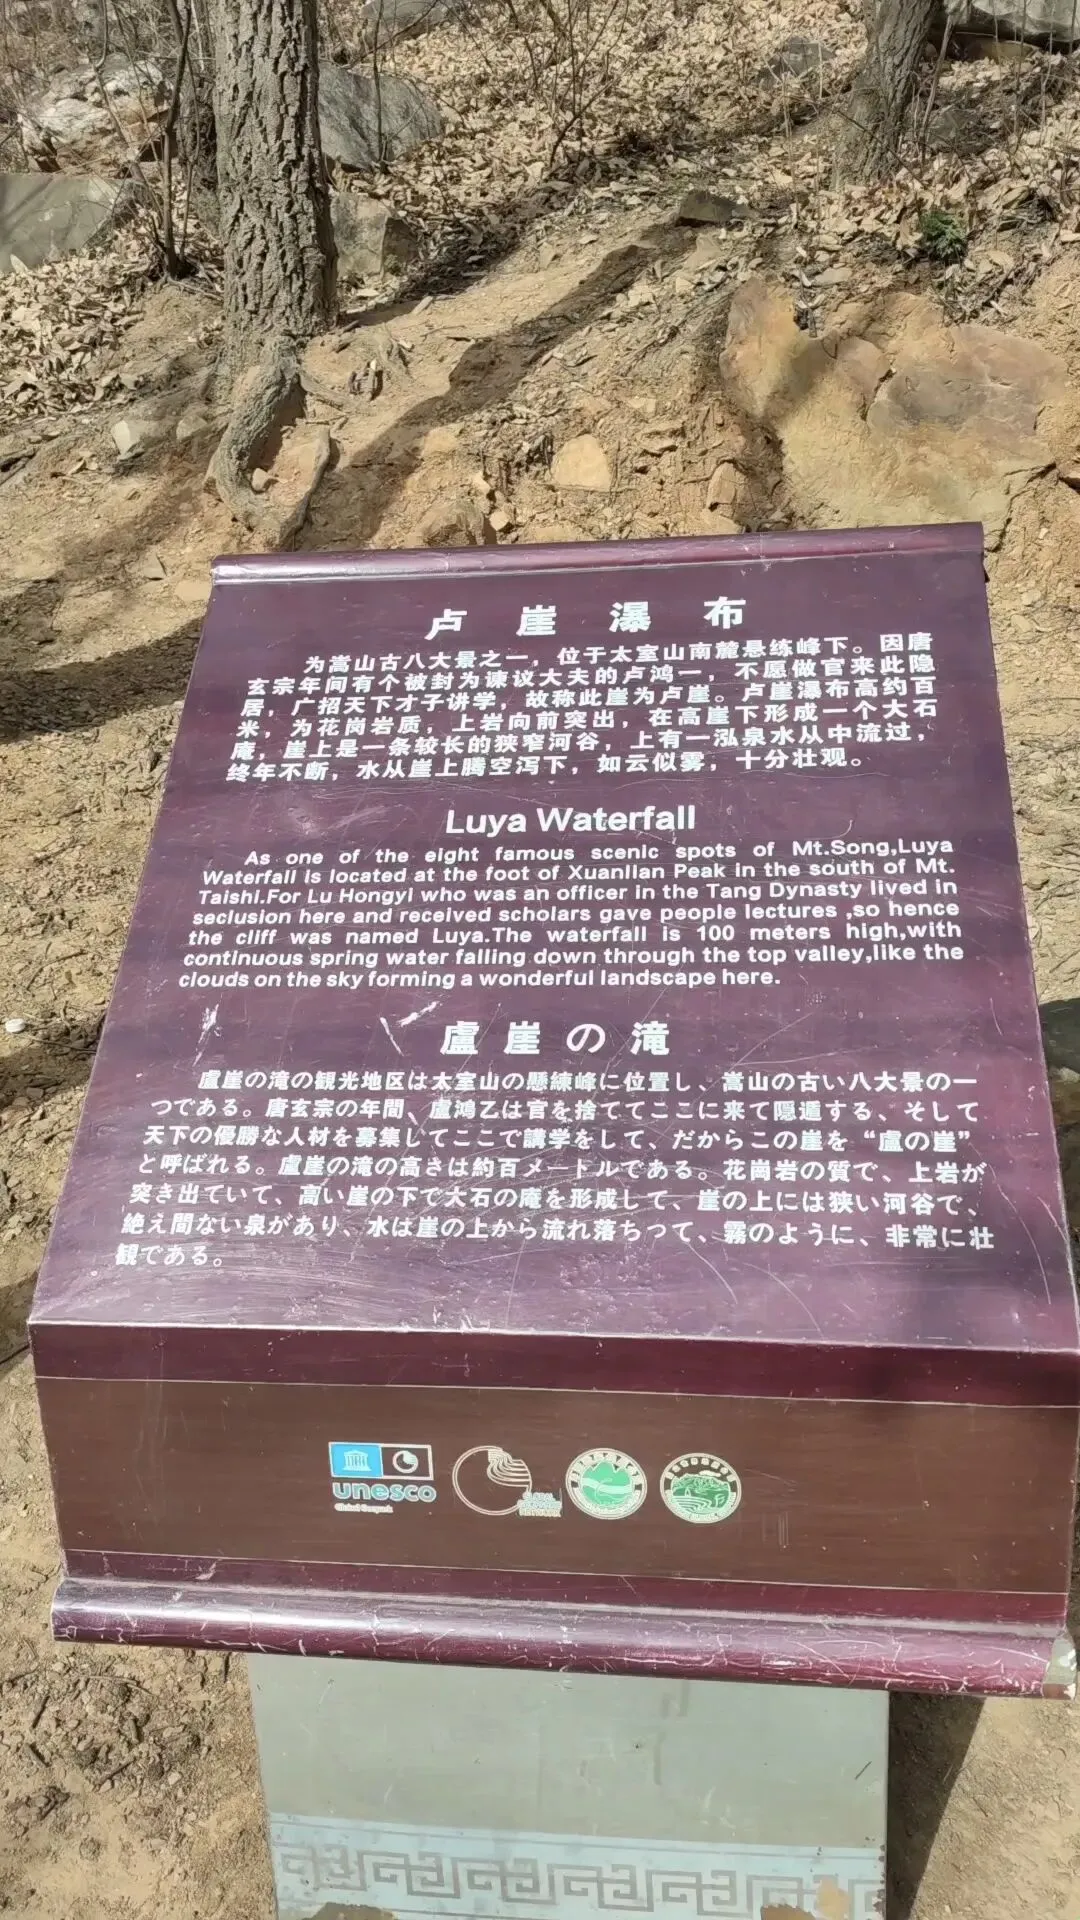 卢崖瀑布
为嵩山古八大景之一，位于太室山南麓悬练峰下。因唐
玄宗年间有个被封为谏议大夫的卢鸿一，不愿做官来此隐
居，广招天下才子讲学，故称此崖为卢崖。卢崖瀑布高约百
米，为花岗岩质，上岩向前突出，在高崖下形成一个大石
庵，崖上是一条较长的狭窄河谷，上有一泓泉水从中流过，
终年不断，水从崖上腾空泻下，如云似雾，十分壮观。
Luya Waterfall
As one of the eight famous scenic spots of Mt.Song,Luya
Waterfall is located at the foot of Xuanlian Peak in the south of Mt.
Taishi.For Lu Hongyi who was an officer in the Tang Dynasty lived in
seclusion here and received scholars gave people lectures ,so hence
the cliff was named Luya.The waterfall is 100 meters high,with
continuous spring water falling down through the top valley,like the
clouds on the sky forming a wonderful landscape here.
盧崖の滝
盧崖の滝の観光地区は太室山の懸練峰に位置し、嵩山の古い八大景の一
つである。唐玄宗の年間、盧鴻乙は官を捨ててここに来て隠遁する、そして
天下の優勝な人材を募集してここで講学をして、だからこの崖を“盧の崖”
と呼ばれる。盧崖の滝の高さは約百メートルである。花崗岩の質で、上岩が
突き出ていて、高い崖の下で大石の庵を形成して、崖の上には狭い河谷で、
絶え間ない泉があり、水は崖の上から流れ落ちつて、霧のように、非常に壮
観である。
unesco
Global Geopark
GLOBAL
GEOPARKS
NETWORK